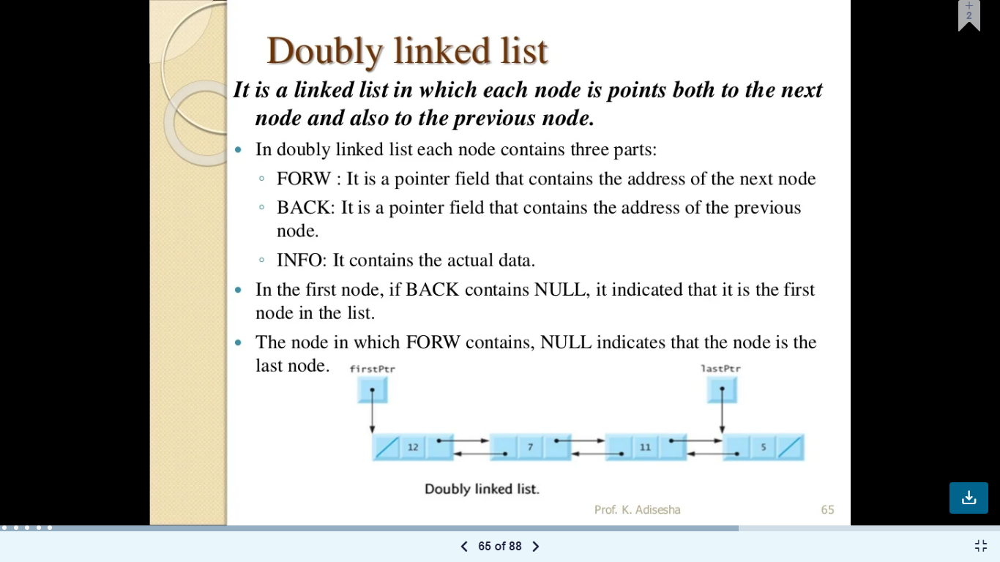 +
2
Doubly linked list
It is a linked list in which each node is points both to the next
node and also to the previous node.
• In doubly linked list each node contains three parts:
◦ FORW : It is a pointer field that contains the address of the next node
◦ BACK: It is a pointer field that contains the address of the previous
node.
◦ INFO: It contains the actual data.
• In the first node, if BACK contains NULL, it indicated that it is the first
node in the list.
• The node in which FORW contains, NULL indicates that the node is the
last node.
firstPtr lastPtr
12 7 11 5
Doubly linked list.
Prof. K. Adisesha 65
65 of 88